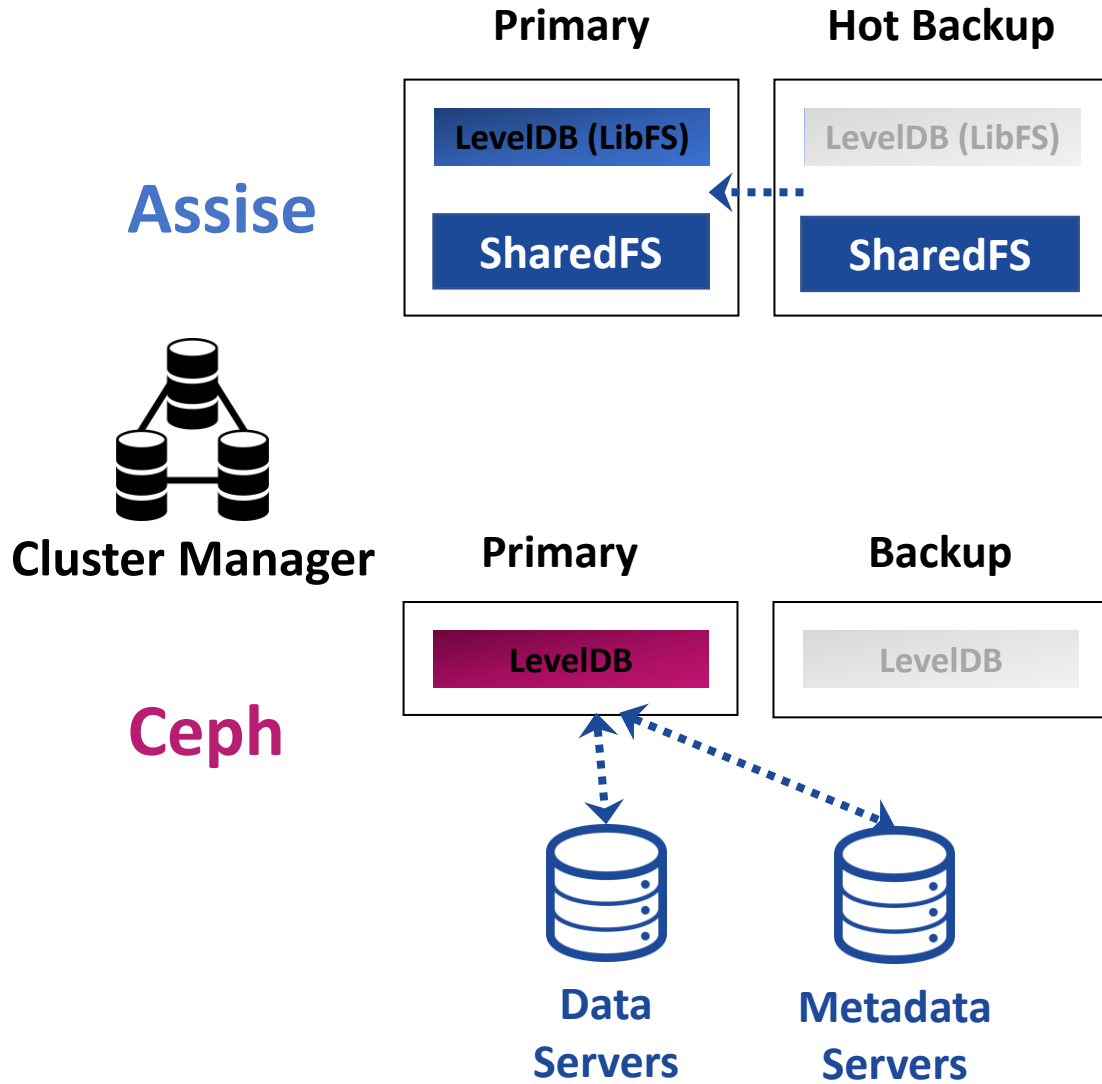 Primary
Hot Backup
LevelDB (LibFS)
LevelDB (LibFS)
Assise
SharedFS
SharedFS
Cluster Manager
Primary
Backup
LevelDB
LevelDB
Ceph
Data
Servers
Metadata
Servers